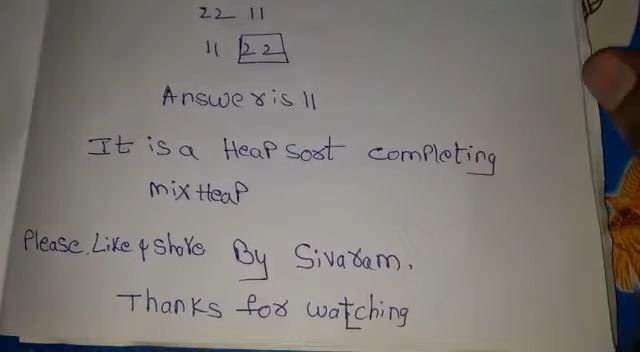 22 11
11 22
Answer is 11
It is a Heap sort completing
mix Heap
Please, Like & share By Sivaram.
Thanks for watching